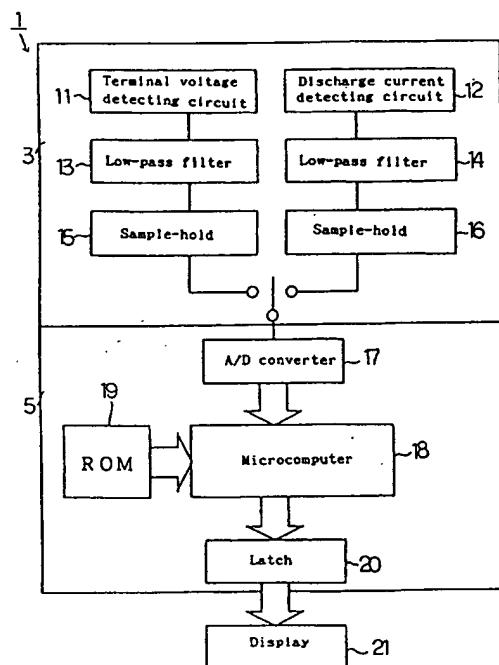 1
11
Terminal voltage
detecting circuit
Discharge current
detecting circuit
12
3
13
Low-pass filter
Low-pass filter
14
15
Sample-hold
Sample-hold
16
A/D converter
17
5
19
ROM
Microcomputer
18
Latch
20
Display
21